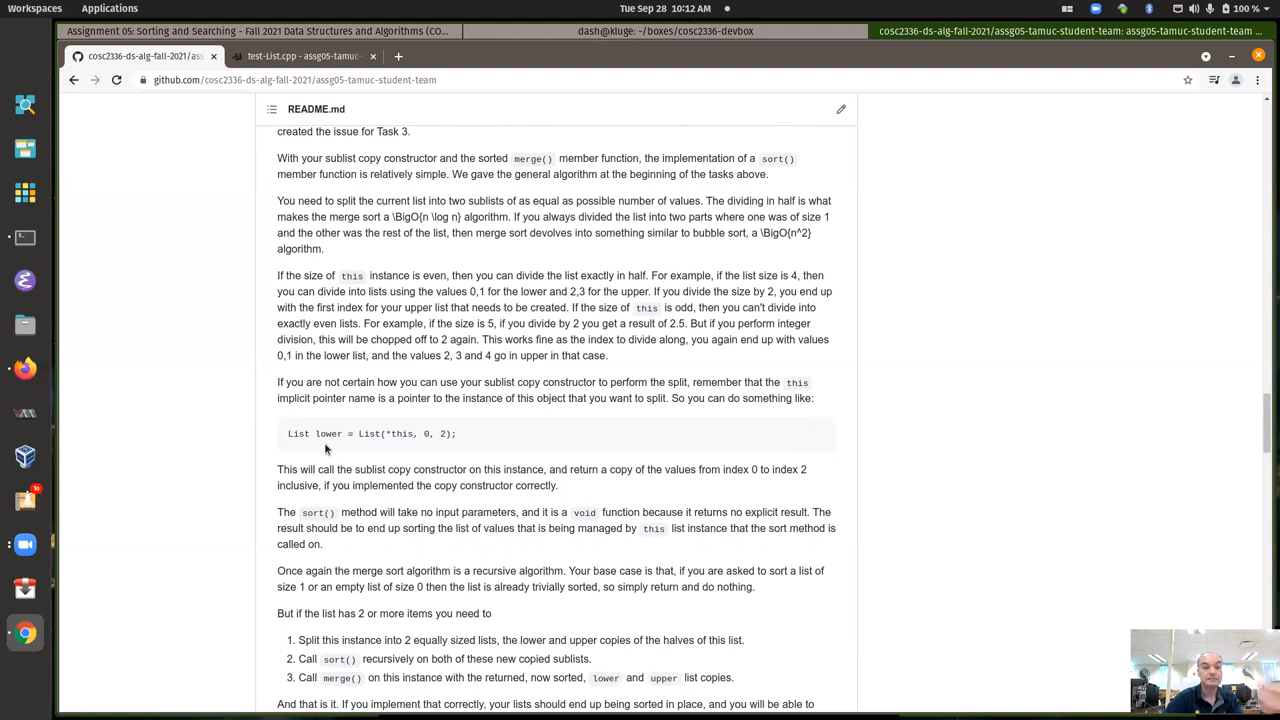 Workspaces Applications Tue Sep 28 10:12 AM 100 %
Assignment 05: Sorting and Searching - Fall 2021 Data Structures and Algorithms (CO... dash@kluge: ~/boxes/cosc2336-devbox assg05-tamuc-student-team: assg05-tamuc-student-team ...
cosc2336-ds-alg-fall-2021/ass test-List.cpp - assg05-tamuc-
github.com/cosc2336-ds-alg-fall-2021/assg05-tamuc-student-team
README.md
created the issue for Task 3.
With your sublist copy constructor and the sorted merge() member function, the implementation of a sort()
member function is relatively simple. We gave the general algorithm at the beginning of the tasks above.
You need to split the current list into two sublists of as equal as possible number of values. The dividing in half is what
makes the merge sort a \BigO{n \log n} algorithm. If you always divided the list into two parts where one was of size 1
and the other was the rest of the list, then merge sort devolves into something similar to bubble sort, a \BigO{n^2}
algorithm.
If the size of this instance is even, then you can divide the list exactly in half. For example, if the list size is 4, then
you can divide into lists using the values 0,1 for the lower and 2,3 for the upper. If you divide the size by 2, you end up
with the first index for your upper list that needs to be created. If the size of this is odd, then you can't divide into
exactly even lists. For example, if the size is 5, if you divide by 2 you get a result of 2.5. But if you perform integer
division, this will be chopped off to 2 again. This works fine as the index to divide along, you again end up with values
0,1 in the lower list, and the values 2, 3 and 4 go in upper in that case.
If you are not certain how you can use your sublist copy constructor to perform the split, remember that the this
implicit pointer name is a pointer to the instance of this object that you want to split. So you can do something like:
List lower = List(*this, 0, 2);
This will call the sublist copy constructor on this instance, and return a copy of the values from index 0 to index 2
inclusive, if you implemented the copy constructor correctly.
The sort() method will take no input parameters, and it is a void function because it returns no explicit result. The
result should be to end up sorting the list of values that is being managed by this list instance that the sort method is
called on.
Once again the merge sort algorithm is a recursive algorithm. Your base case is that, if you are asked to sort a list of
size 1 or an empty list of size 0 then the list is already trivially sorted, so simply return and do nothing.
But if the list has 2 or more items you need to
1. Split this instance into 2 equally sized lists, the lower and upper copies of the halves of this list.
2. Call sort() recursively on both of these new copied sublists.
3. Call merge() on this instance with the returned, now sorted, lower and upper list copies.
And that is it. If you implement that correctly, your lists should end up being sorted in place, and you will be able to